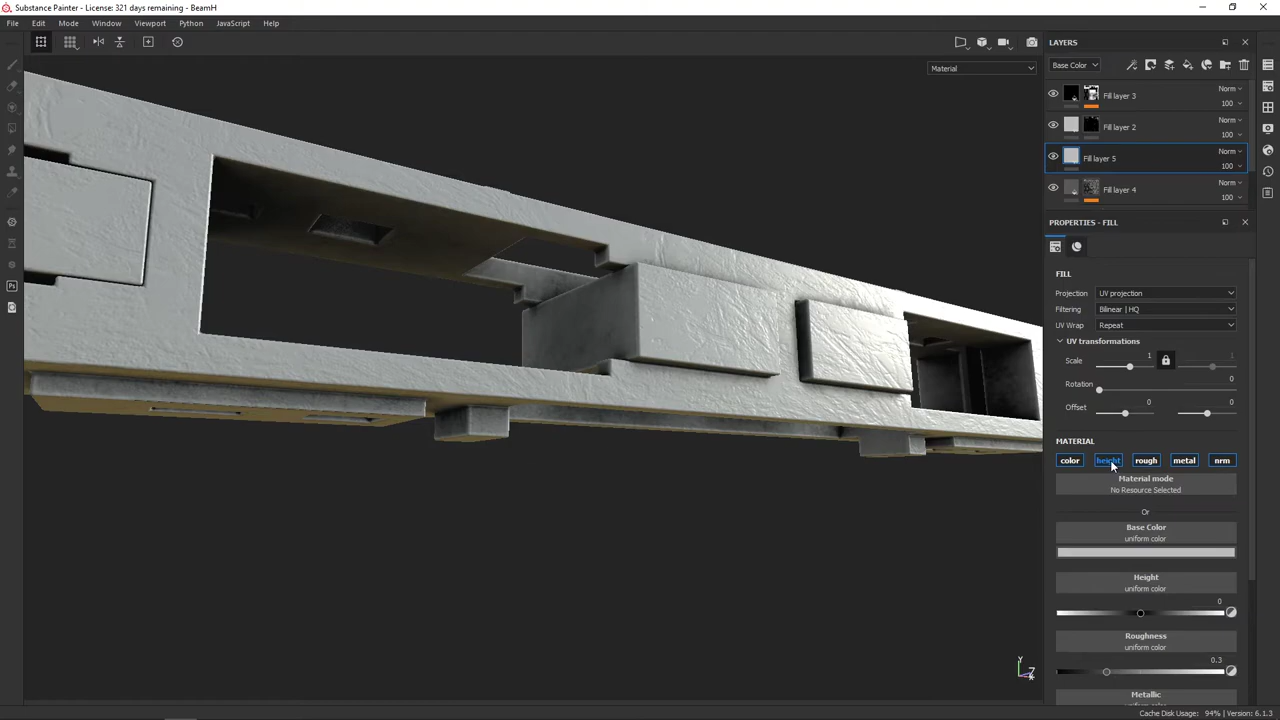 Substance Painter - License: 321 days remaining - BeamH
File Edit Mode Window Viewport Python JavaScript Help
Material
LAYERS
Base Color
Fill layer 3 Norm
100
Fill layer 2 Norm
100
Fill layer 5 Norm
100
Fill layer 4 Norm
100
PROPERTIES - FILL
FILL
Projection UV projection
Filtering Bilinear | HQ
UV Wrap Repeat
UV transformations
Scale 1 1
Rotation 0
Offset 0 0
MATERIAL
color height rough metal nrm
Material mode
No Resource Selected
Or
Base Color
uniform color
Height
uniform color
0
Roughness
uniform color
0.3
Metallic
Ps
Y
Z
Cache Disk Usage: 94% | Version: 6.1.3